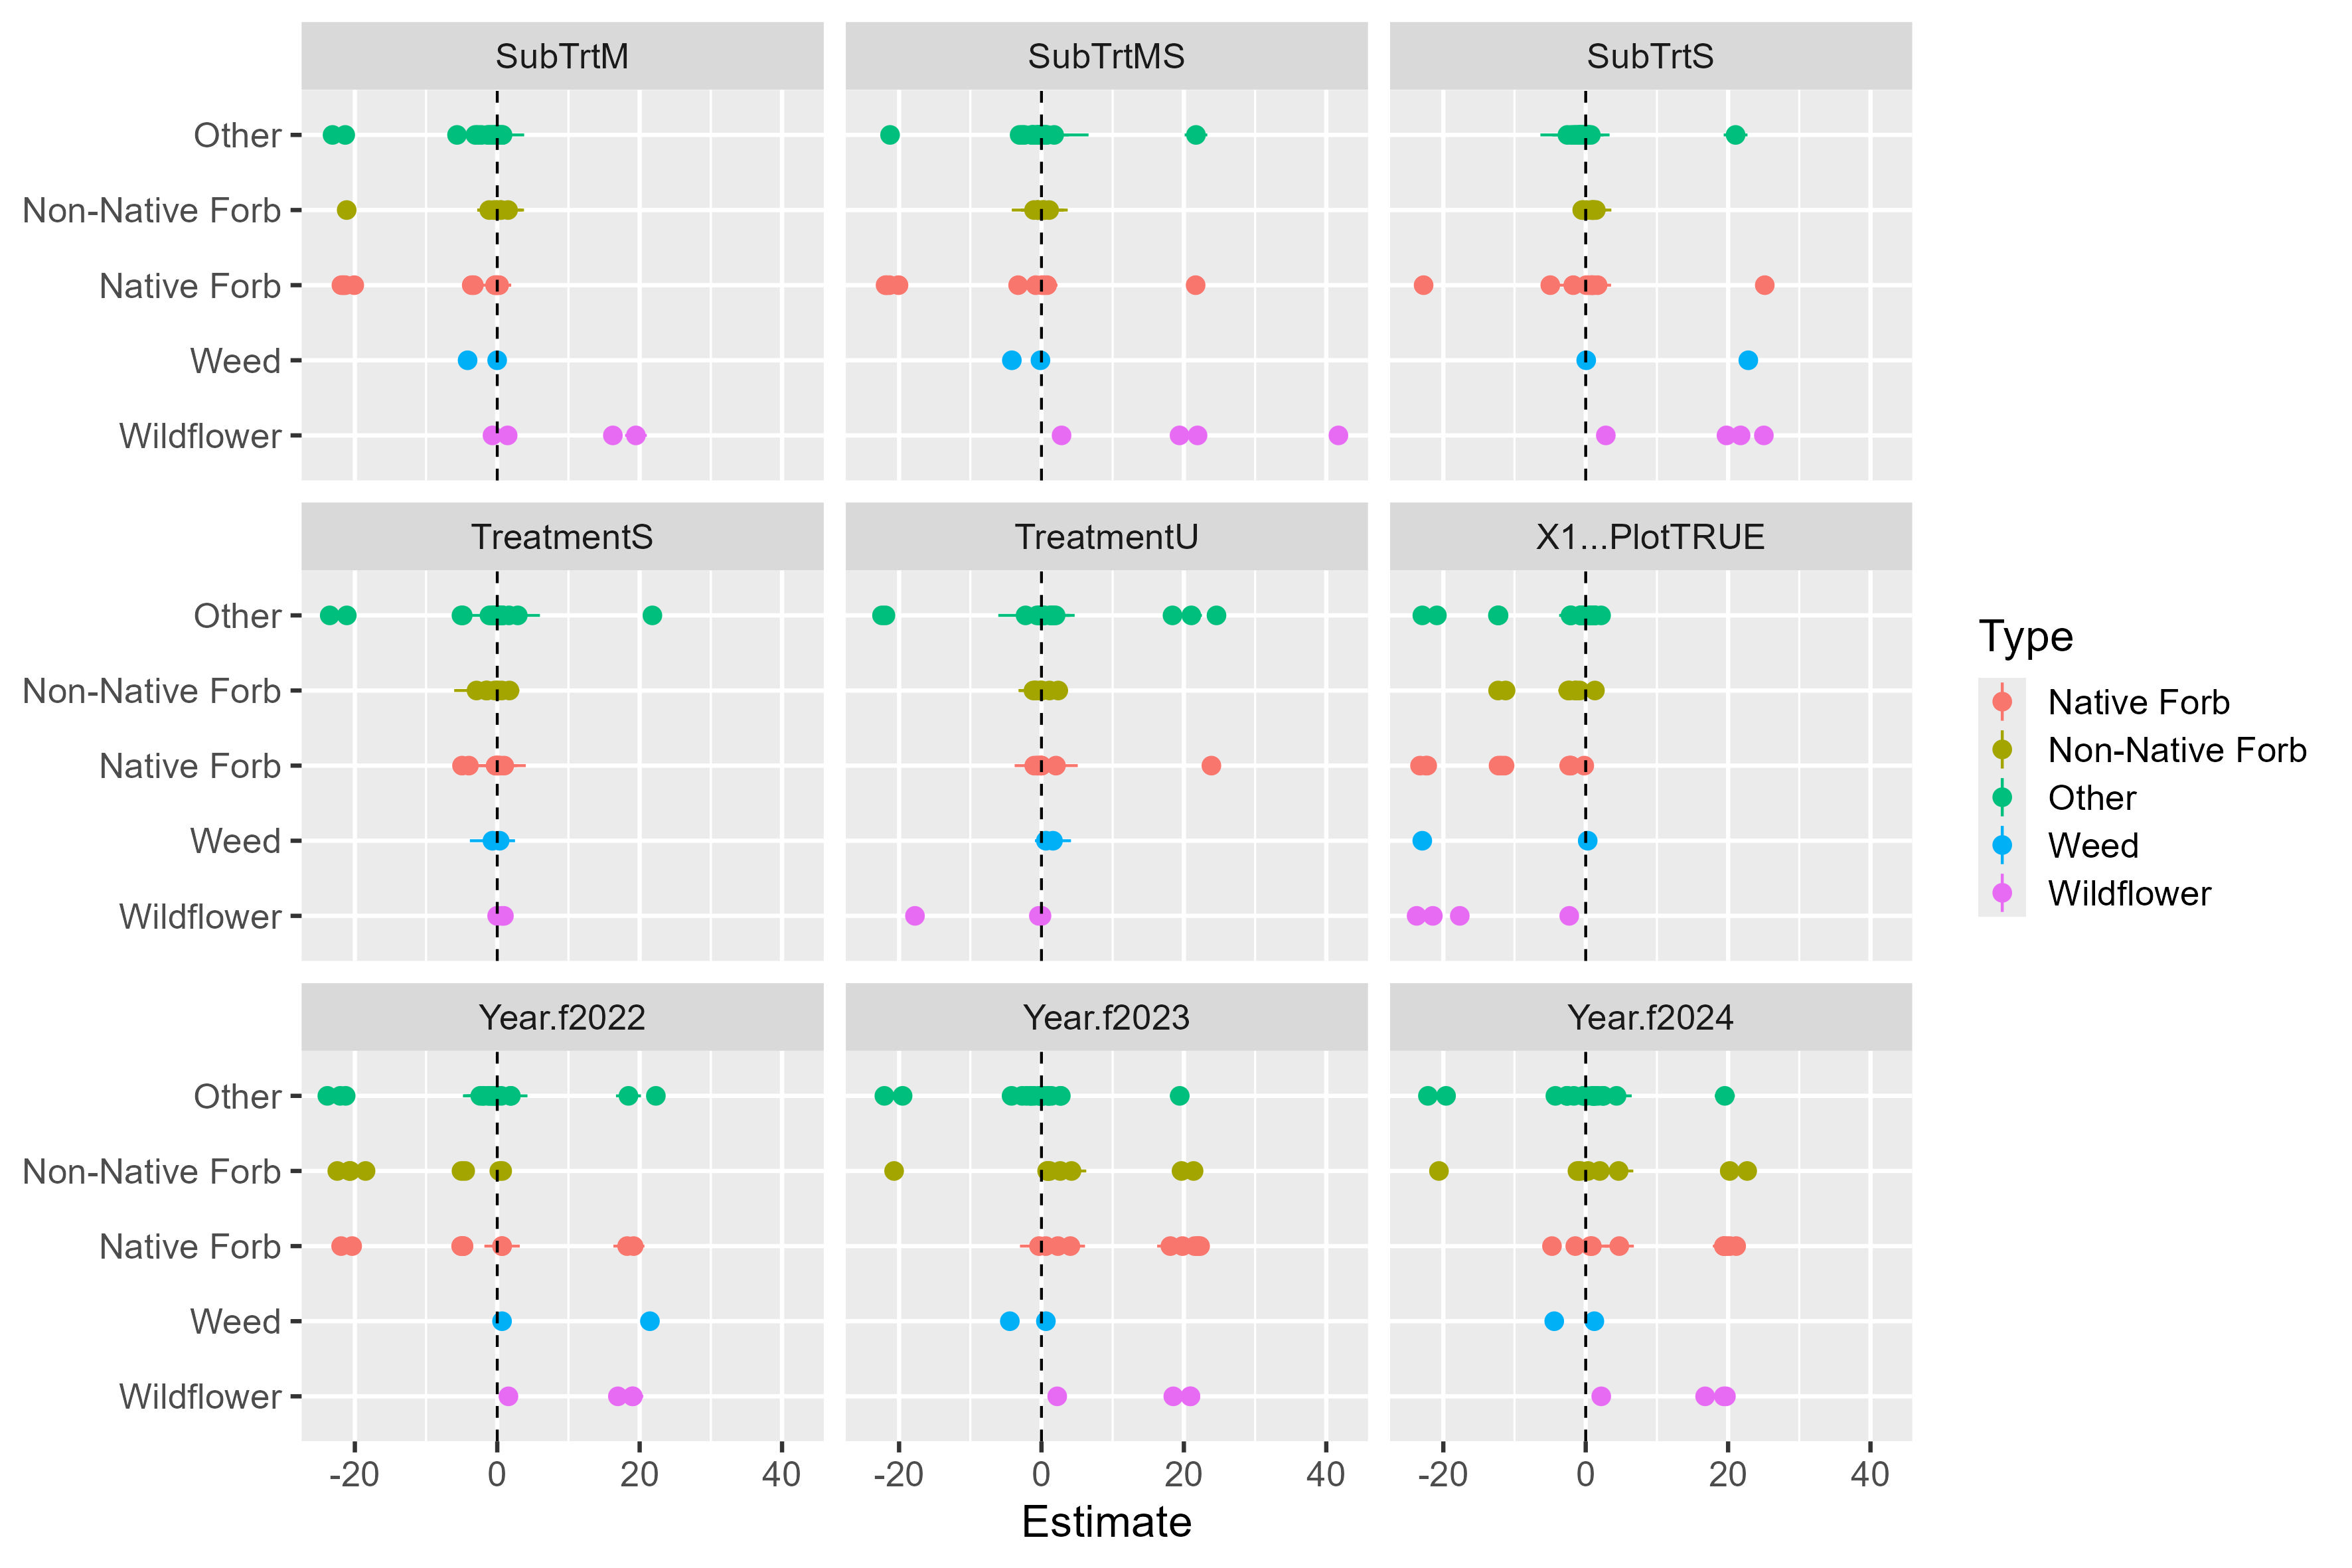 SubTrtM SubTrtMS SubTrtS
Other
Non-Native Forb
Native Forb
Weed
Wildflower
TreatmentS TreatmentU X1...PlotTRUE
Other
Non-Native Forb
Native Forb
Weed
Wildflower
Year.f2022 Year.f2023 Year.f2024
Other
Non-Native Forb
Native Forb
Weed
Wildflower
-20 0 20 40 -20 0 20 40 -20 0 20 40
Estimate
Type
Native Forb
Non-Native Forb
Other
Weed
Wildflower